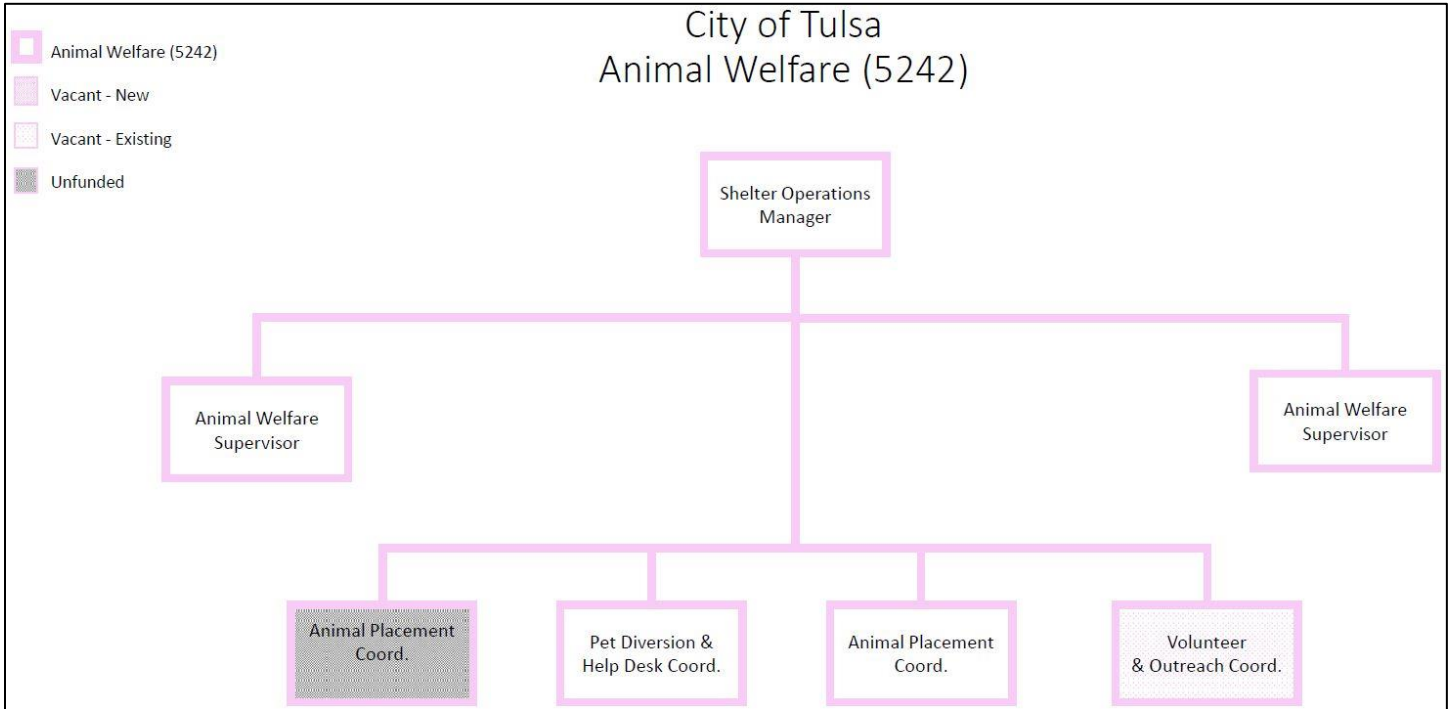 City of Tulsa
Animal Welfare (5242)
Animal Welfare (5242)
Vacant - New
Vacant - Existing
Unfunded
Shelter Operations
Manager
Animal Welfare
Supervisor
Animal Welfare
Supervisor
Animal Placement
Coord.
Pet Diversion &
Help Desk Coord.
Animal Placement
Coord.
Volunteer
& Outreach Coord.